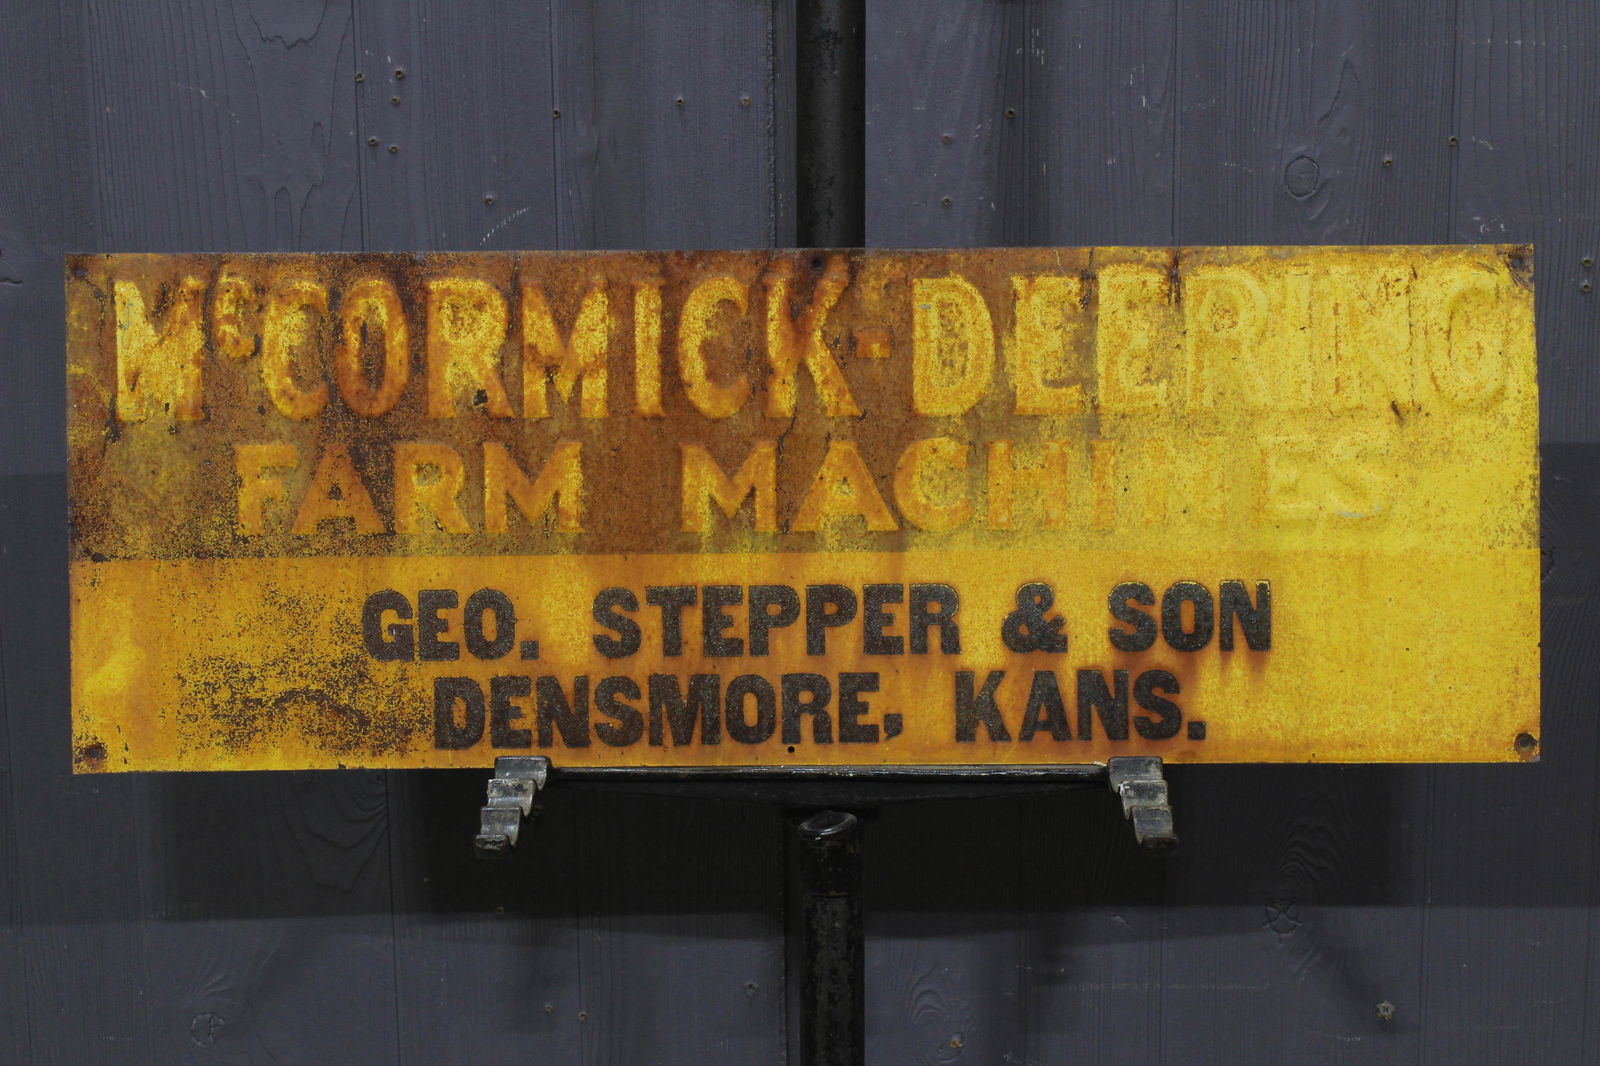 McCORMICK-DEERING
FARM MACHINES
GEO. STEPPER & SON
DENSMORE, KANS.